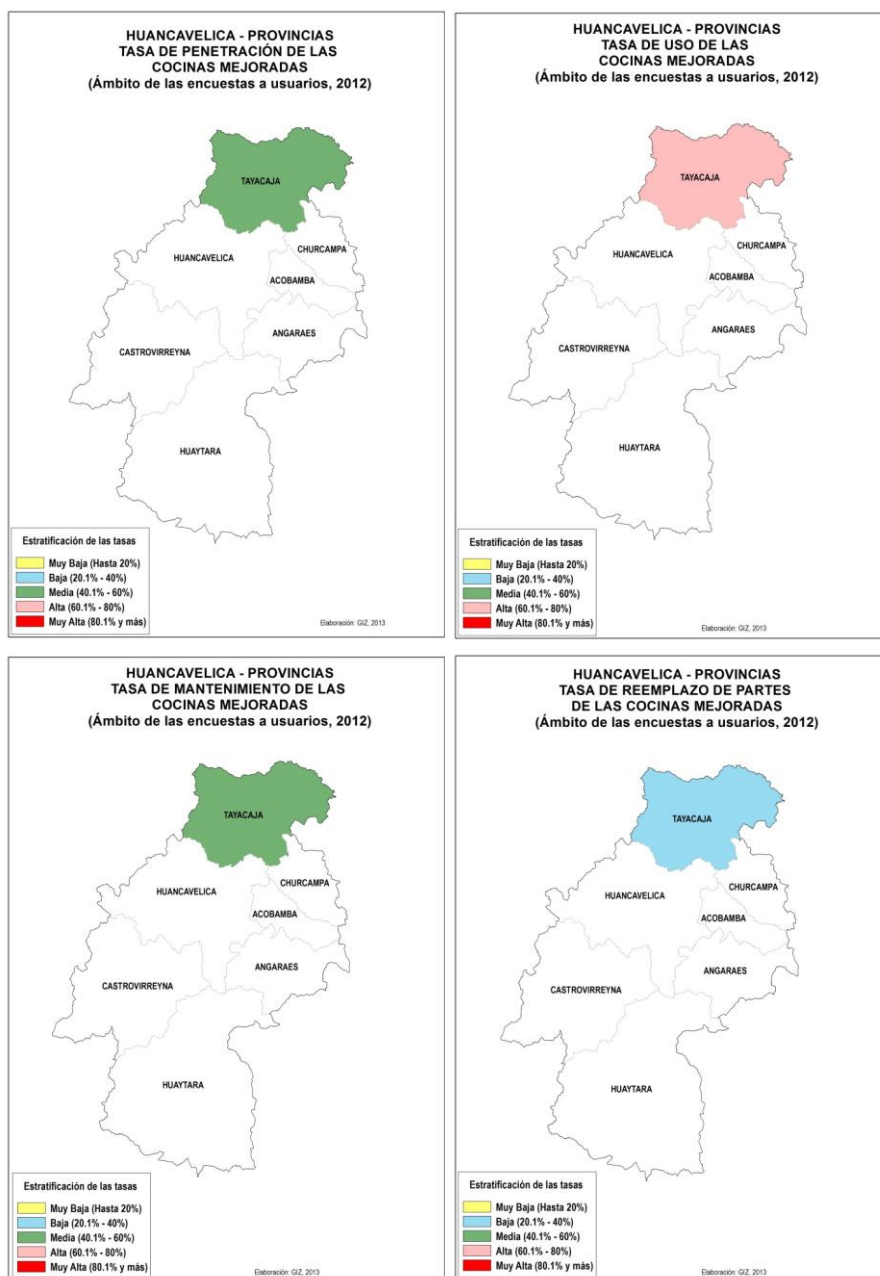 HUANCAVELICA - PROVINCIAS
TASA DE PENETRACIÓN DE LAS
COCINAS MEJORADAS
(Ámbito de las encuestas a usuarios, 2012)
TAYACAJA
HUANCAVELICA
CHURCAMPA
ACOBAMBA
ANGARAES
CASTROVIRREYNA
HUAYTARA
Estratificación de las tasas
Muy Baja (Hasta 20%)
Baja (20.1% - 40%)
Media (40.1% - 60%)
Alta (60.1% - 80%)
Muy Alta (80.1% y más)
Elaboración: GIZ, 2013
HUANCAVELICA - PROVINCIAS
TASA DE USO DE LAS
COCINAS MEJORADAS
(Ámbito de las encuestas a usuarios, 2012)
TAYACAJA
CHURCAMPA
HUANCAVELICA
ACOBAMBA
ANGARAES
CASTROVIRREYNA
HUAYTARA
Estratificación de las tasas
Muy Baja (Hasta 20%)
Baja (20.1% - 40%)
Media (40.1% - 60%)
Alta (60.1% - 80%)
Muy Alta (80.1% y más)
Elaboración: GIZ, 2013
HUANCAVELICA - PROVINCIAS
TASA DE MANTENIMIENTO DE LAS
COCINAS MEJORADAS
(Ámbito de las encuestas a usuarios, 2012)
TAYACAJA
CHURCAMPA
HUANCAVELICA
ACOBAMBA
ANGARAES
CASTROVIRREYNA
HUAYTARA
Estratificación de las tasas
Muy Baja (Hasta 20%)
Baja (20.1% - 40%)
Media (40.1% - 60%)
Alta (60.1% - 80%)
Muy Alta (80.1% y más)
Elaboración: GIZ, 2013
HUANCAVELICA - PROVINCIAS
TASA DE REEMPLAZO DE PARTES
DE LAS COCINAS MEJORADAS
(Ámbito de las encuestas a usuarios, 2012)
TAYACAJA
CHURCAMPA
HUANCAVELICA
ACOBAMBA
ANGARAES
CASTROVIRREYNA
HUAYTARA
Estratificación de las tasas
Muy Baja (Hasta 20%)
Baja (20.1% - 40%)
Media (40.1% - 60%)
Alta (60.1% - 80%)
Muy Alta (80.1% y más)
Elaboración: GIZ, 2013